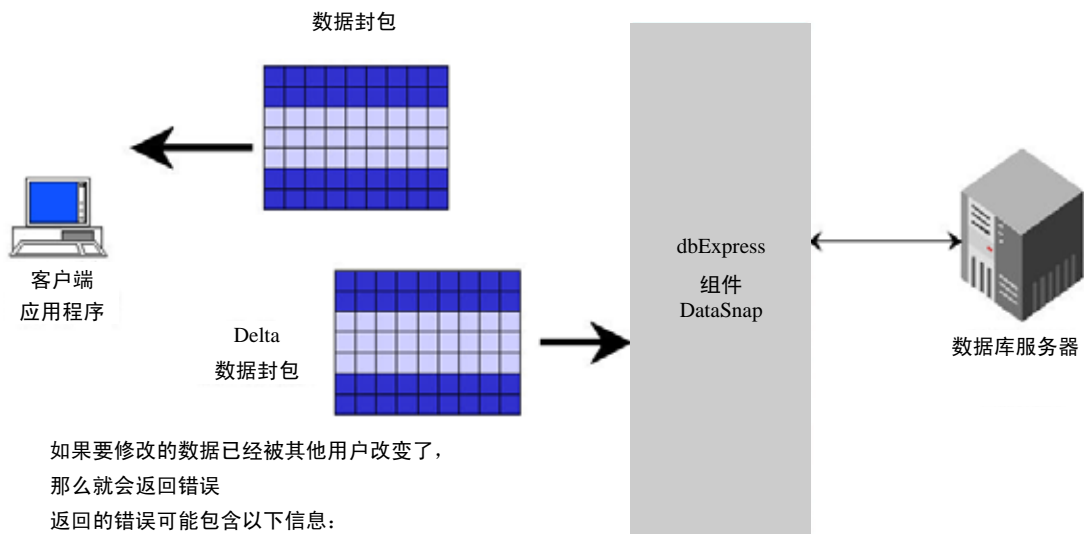 数据封包
dbExpress
组件
DataSnap
客户端
应用程序
Delta
数据封包
数据库服务器
如果要修改的数据已经被其他用户改变了，
那么就会返回错误
返回的错误可能包含以下信息：